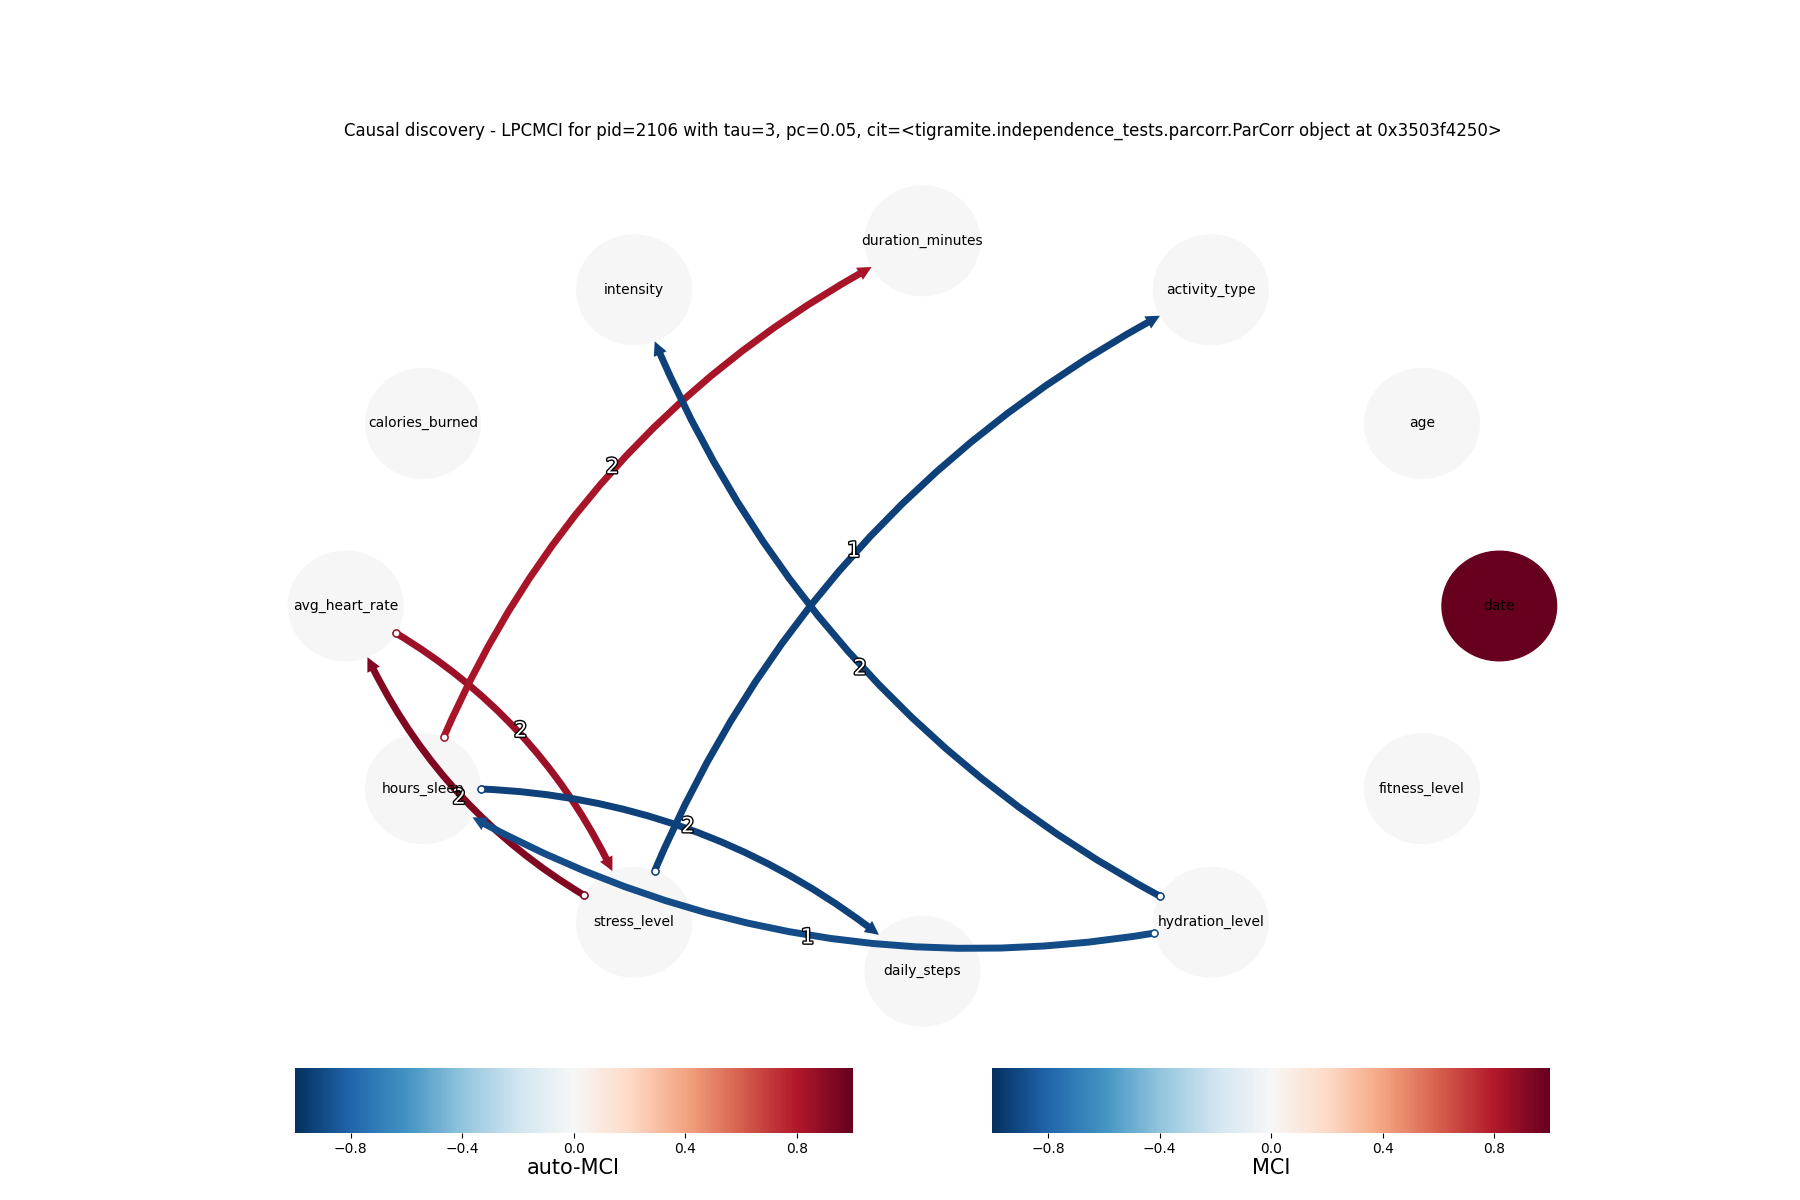 Causal discovery - LPCMCI for pid=2106 with tau=3, pc=0.05, cit=<tigramite.independence_tests.parcorr.ParCorr object at 0x3503f4250>
duration_minutes
intensity
activity_type
calories_burned
age
2
1
avg_heart_rate
date
2
2
hours_sleep
2
fitness_level
2
stress_level
hydration_level
1
daily_steps
−0.8 −0.4 0.0 0.4 0.8
auto-MCI
−0.8 −0.4 0.0 0.4 0.8
MCI